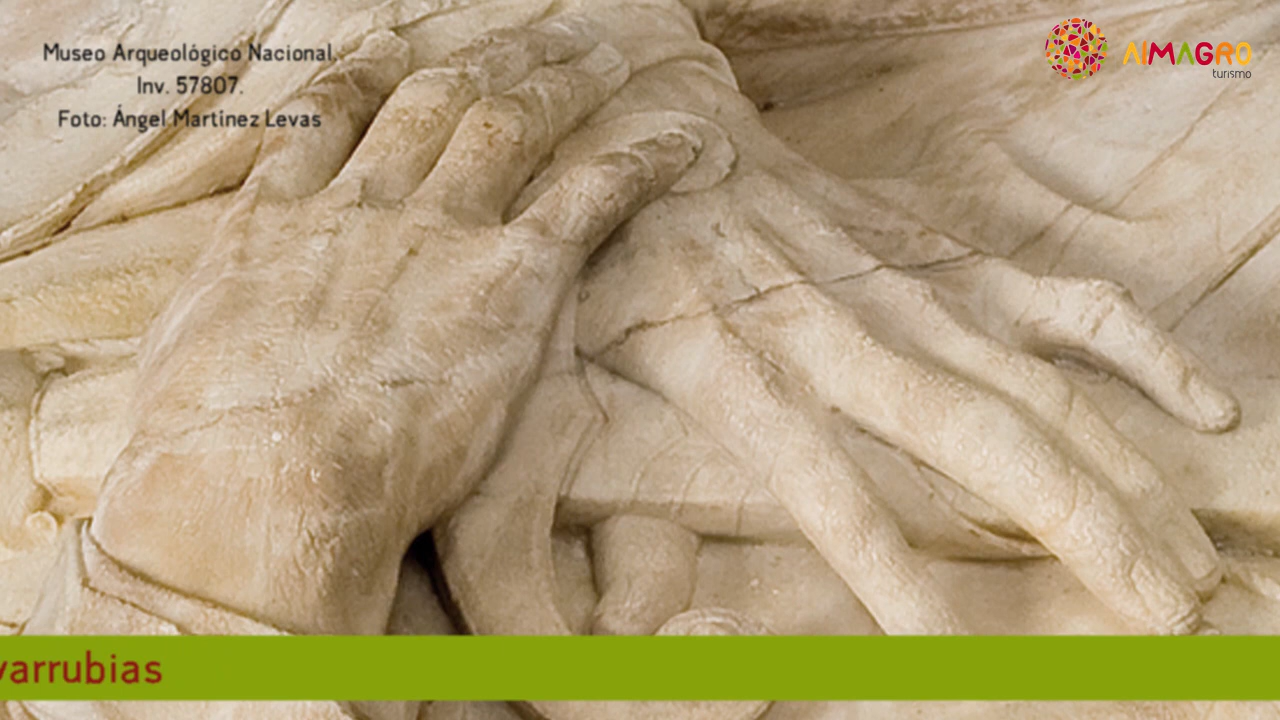 Museo Arqueológico Nacional.
Inv. 57807.
Foto: Ángel Martínez Levas
AlMAGRO
turismo
varrubias